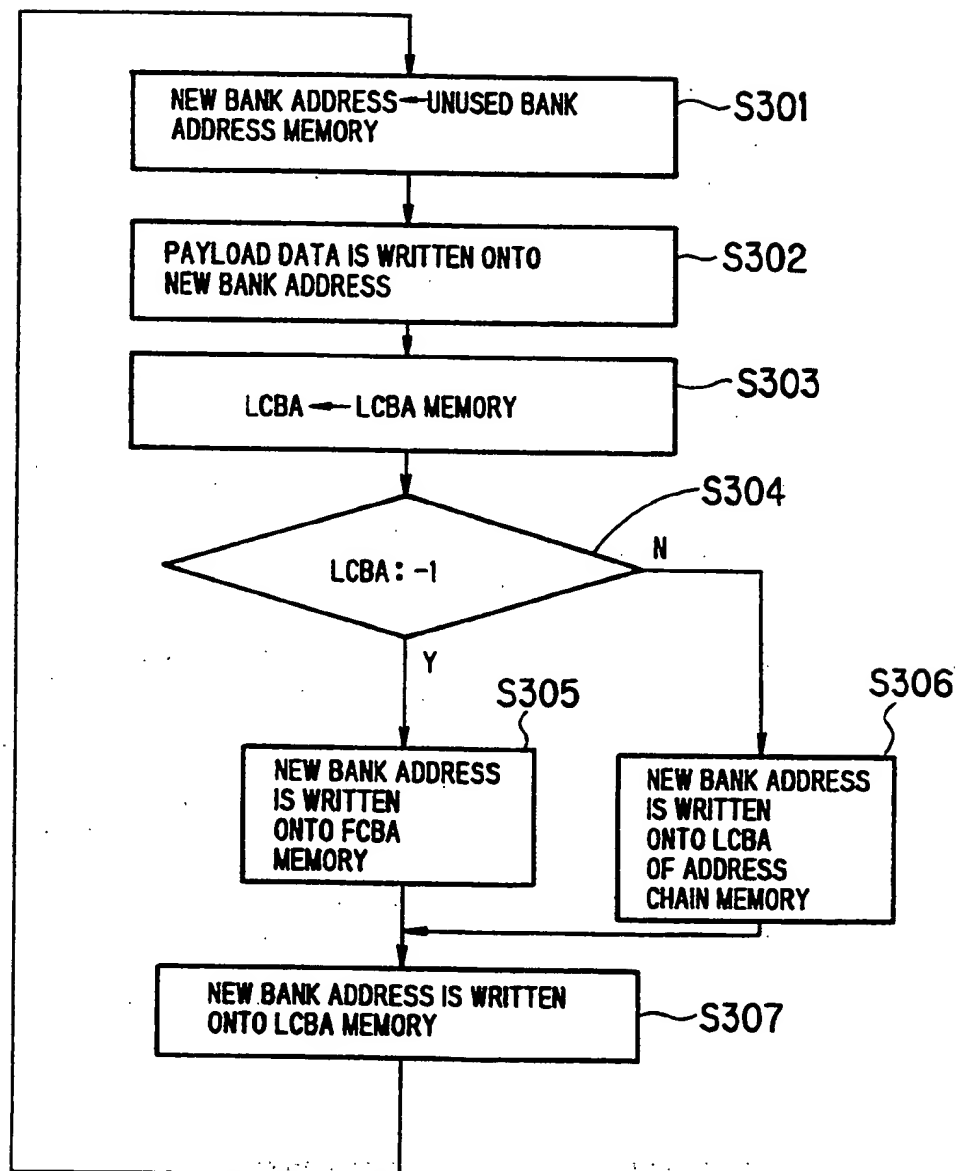 NEW BANK ADDRESS ← UNUSED BANK
ADDRESS MEMORY
S301
PAYLOAD DATA IS WRITTEN ONTO
NEW BANK ADDRESS
S302
LCBA ← LCBA MEMORY
S303
S304
LCBA : -1
N
Y
S305
NEW BANK ADDRESS
IS WRITTEN
ONTO FCBA
MEMORY
S306
NEW BANK ADDRESS
IS WRITTEN
ONTO LCBA
OF ADDRESS
CHAIN MEMORY
NEW BANK ADDRESS IS WRITTEN
ONTO LCBA MEMORY
S307